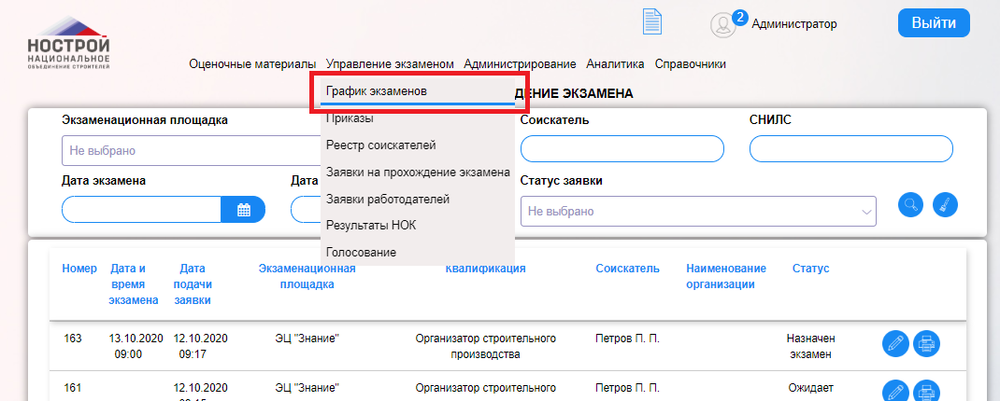 2
Администратор
Выйти
НОСТРОЙ
НАЦИОНАЛЬНОЕ
ОБЪЕДИНЕНИЕ СТРОИТЕЛЕЙ
Оценочные материалы Управление экзаменом Администрирование Аналитика Справочники
График экзаменов
ДЕНИЕ ЭКЗАМЕНА
Приказы
Реестр соискателей
Заявки на прохождение экзамена
Заявки работодателей
Результаты НОК
Голосование
Экзаменационная площадка
Соискатель
СНИЛС
Не выбрано
Дата экзамена
Дата
Статус заявки
Не выбрано
Номер
Дата и
время
экзамена
Дата
подачи
заявки
Экзаменационная
площадка
Квалификация
Соискатель
Наименование
организации
Статус
163
13.10.2020
09:00
12.10.2020
09:17
ЭЦ "Знание"
Организатор строительного
производства
Петров П. П.
Назначен
экзамен
161
12.10.2020
ЭЦ "Знание"
Организатор строительного
Петров П. П.
Ожидает